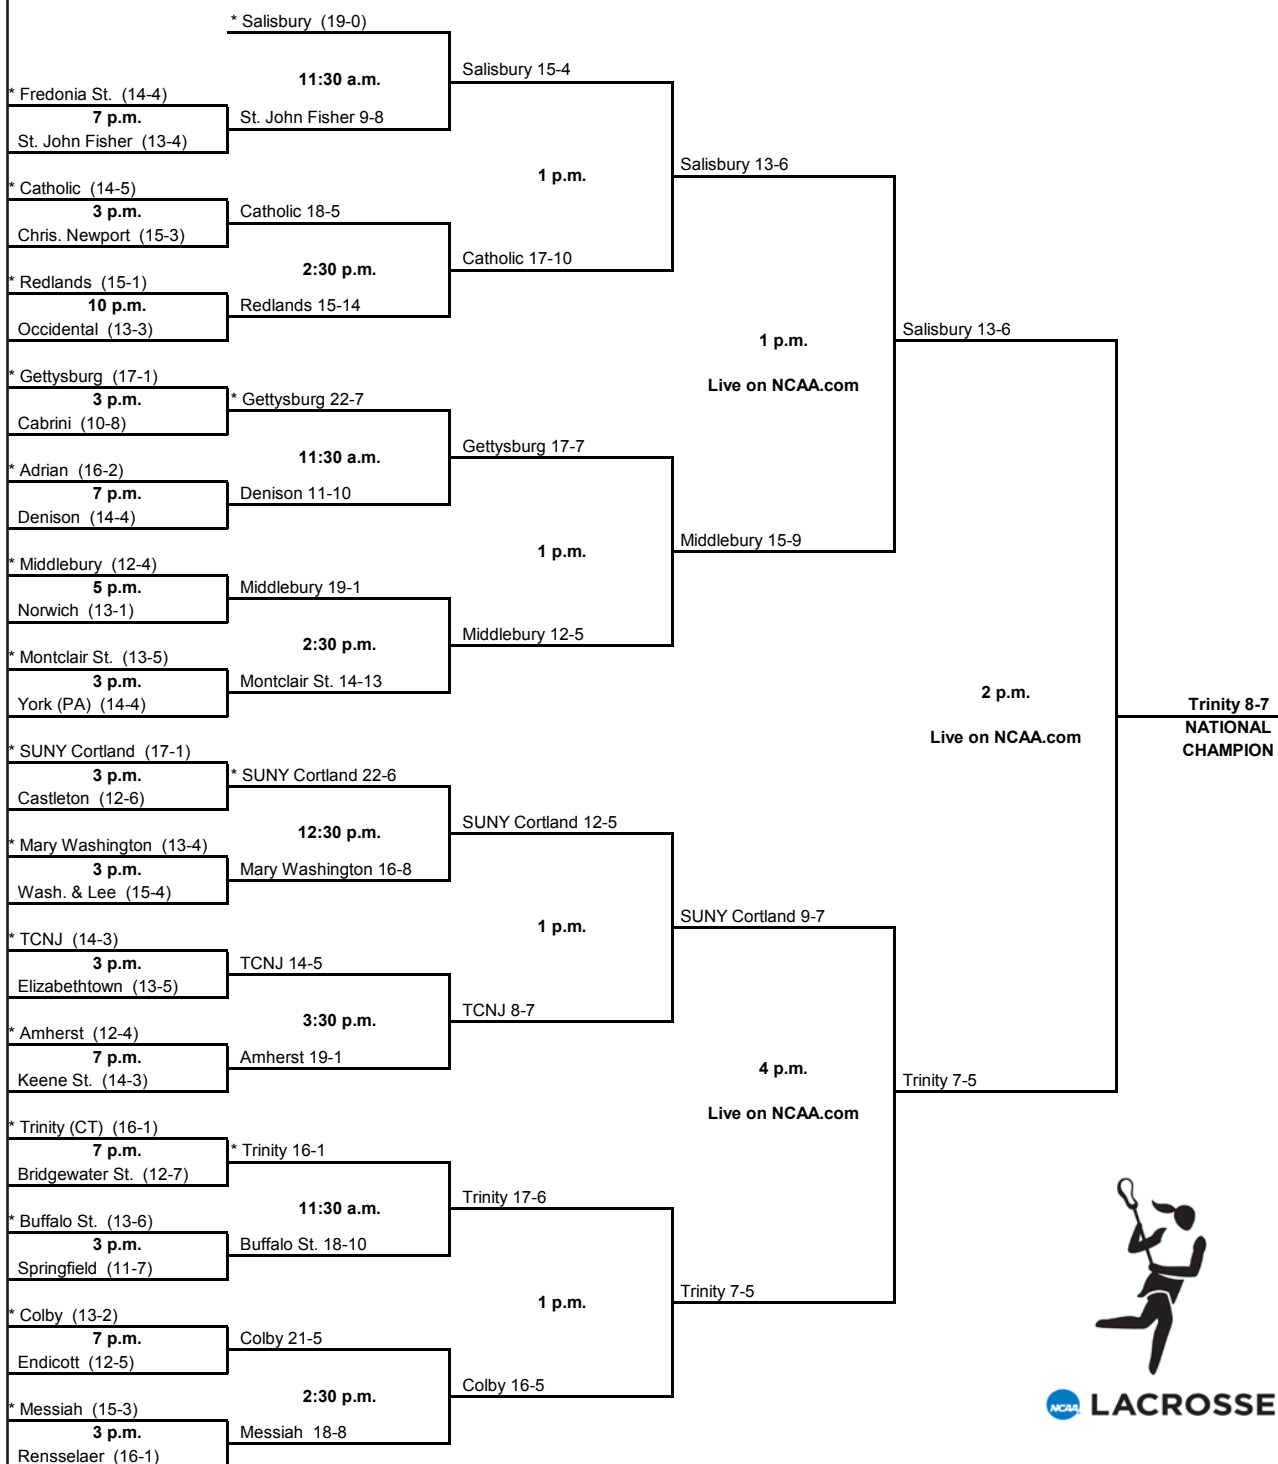 * Salisbury (19-0)
11:30 a.m.
Salisbury 15-4
* Fredonia St. (14-4)
7 p.m.
St. John Fisher 9-8
St. John Fisher (13-4)
1 p.m.
Salisbury 13-6
* Catholic (14-5)
3 p.m.
Catholic 18-5
Chris. Newport (15-3)
2:30 p.m.
Catholic 17-10
* Redlands (15-1)
10 p.m.
Redlands 15-14
Occidental (13-3)
1 p.m.
Live on NCAA.com
Salisbury 13-6
* Gettysburg (17-1)
3 p.m.
* Gettysburg 22-7
Cabrini (10-8)
11:30 a.m.
Gettysburg 17-7
* Adrian (16-2)
7 p.m.
Denison 11-10
Denison (14-4)
1 p.m.
Middlebury 15-9
* Middlebury (12-4)
5 p.m.
Middlebury 19-1
Norwich (13-1)
2:30 p.m.
Middlebury 12-5
* Montclair St. (13-5)
3 p.m.
Montclair St. 14-13
York (PA) (14-4)
2 p.m.
Live on NCAA.com
Trinity 8-7
NATIONAL
CHAMPION
* SUNY Cortland (17-1)
3 p.m.
* SUNY Cortland 22-6
Castleton (12-6)
12:30 p.m.
SUNY Cortland 12-5
* Mary Washington (13-4)
3 p.m.
Mary Washington 16-8
Wash. & Lee (15-4)
1 p.m.
SUNY Cortland 9-7
* TCNJ (14-3)
3 p.m.
TCNJ 14-5
Elizabethtown (13-5)
3:30 p.m.
TCNJ 8-7
* Amherst (12-4)
7 p.m.
Amherst 19-1
Keene St. (14-3)
4 p.m.
Live on NCAA.com
Trinity 7-5
* Trinity (CT) (16-1)
7 p.m.
* Trinity 16-1
Bridgewater St. (12-7)
11:30 a.m.
Trinity 17-6
* Buffalo St. (13-6)
3 p.m.
Buffalo St. 18-10
Springfield (11-7)
1 p.m.
Trinity 7-5
* Colby (13-2)
7 p.m.
Colby 21-5
Endicott (12-5)
2:30 p.m.
Colby 16-5
* Messiah (15-3)
3 p.m.
Messiah 18-8
Rensselaer (16-1)
NCAA LACROSSE